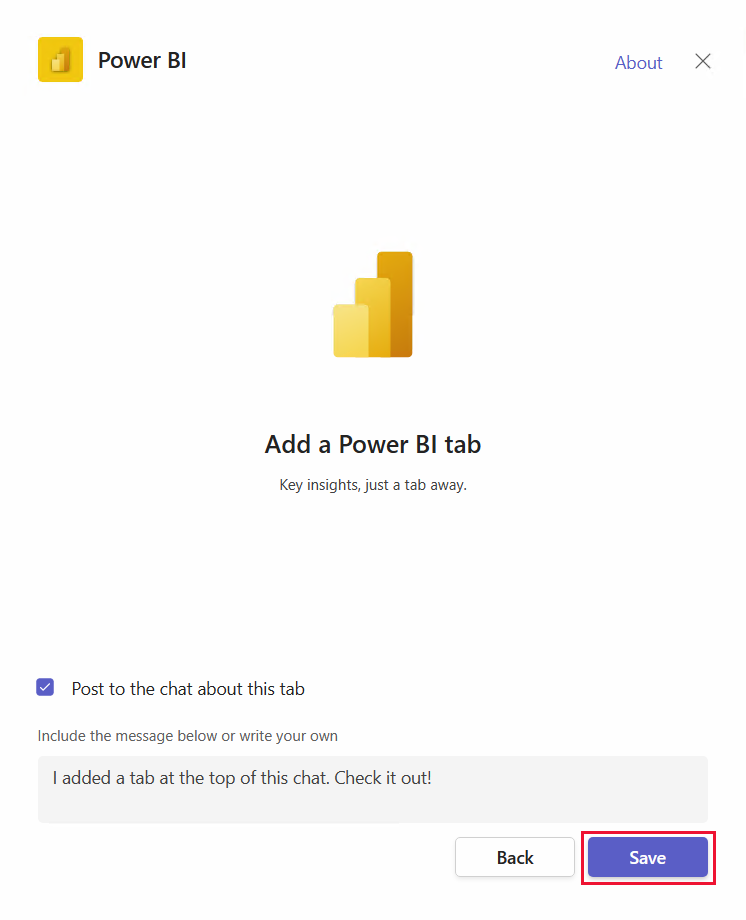 Power BI
About
Add a Power BI tab
Key insights, just a tab away.
Post to the chat about this tab
Include the message below or write your own
I added a tab at the top of this chat. Check it out!
Back
Save